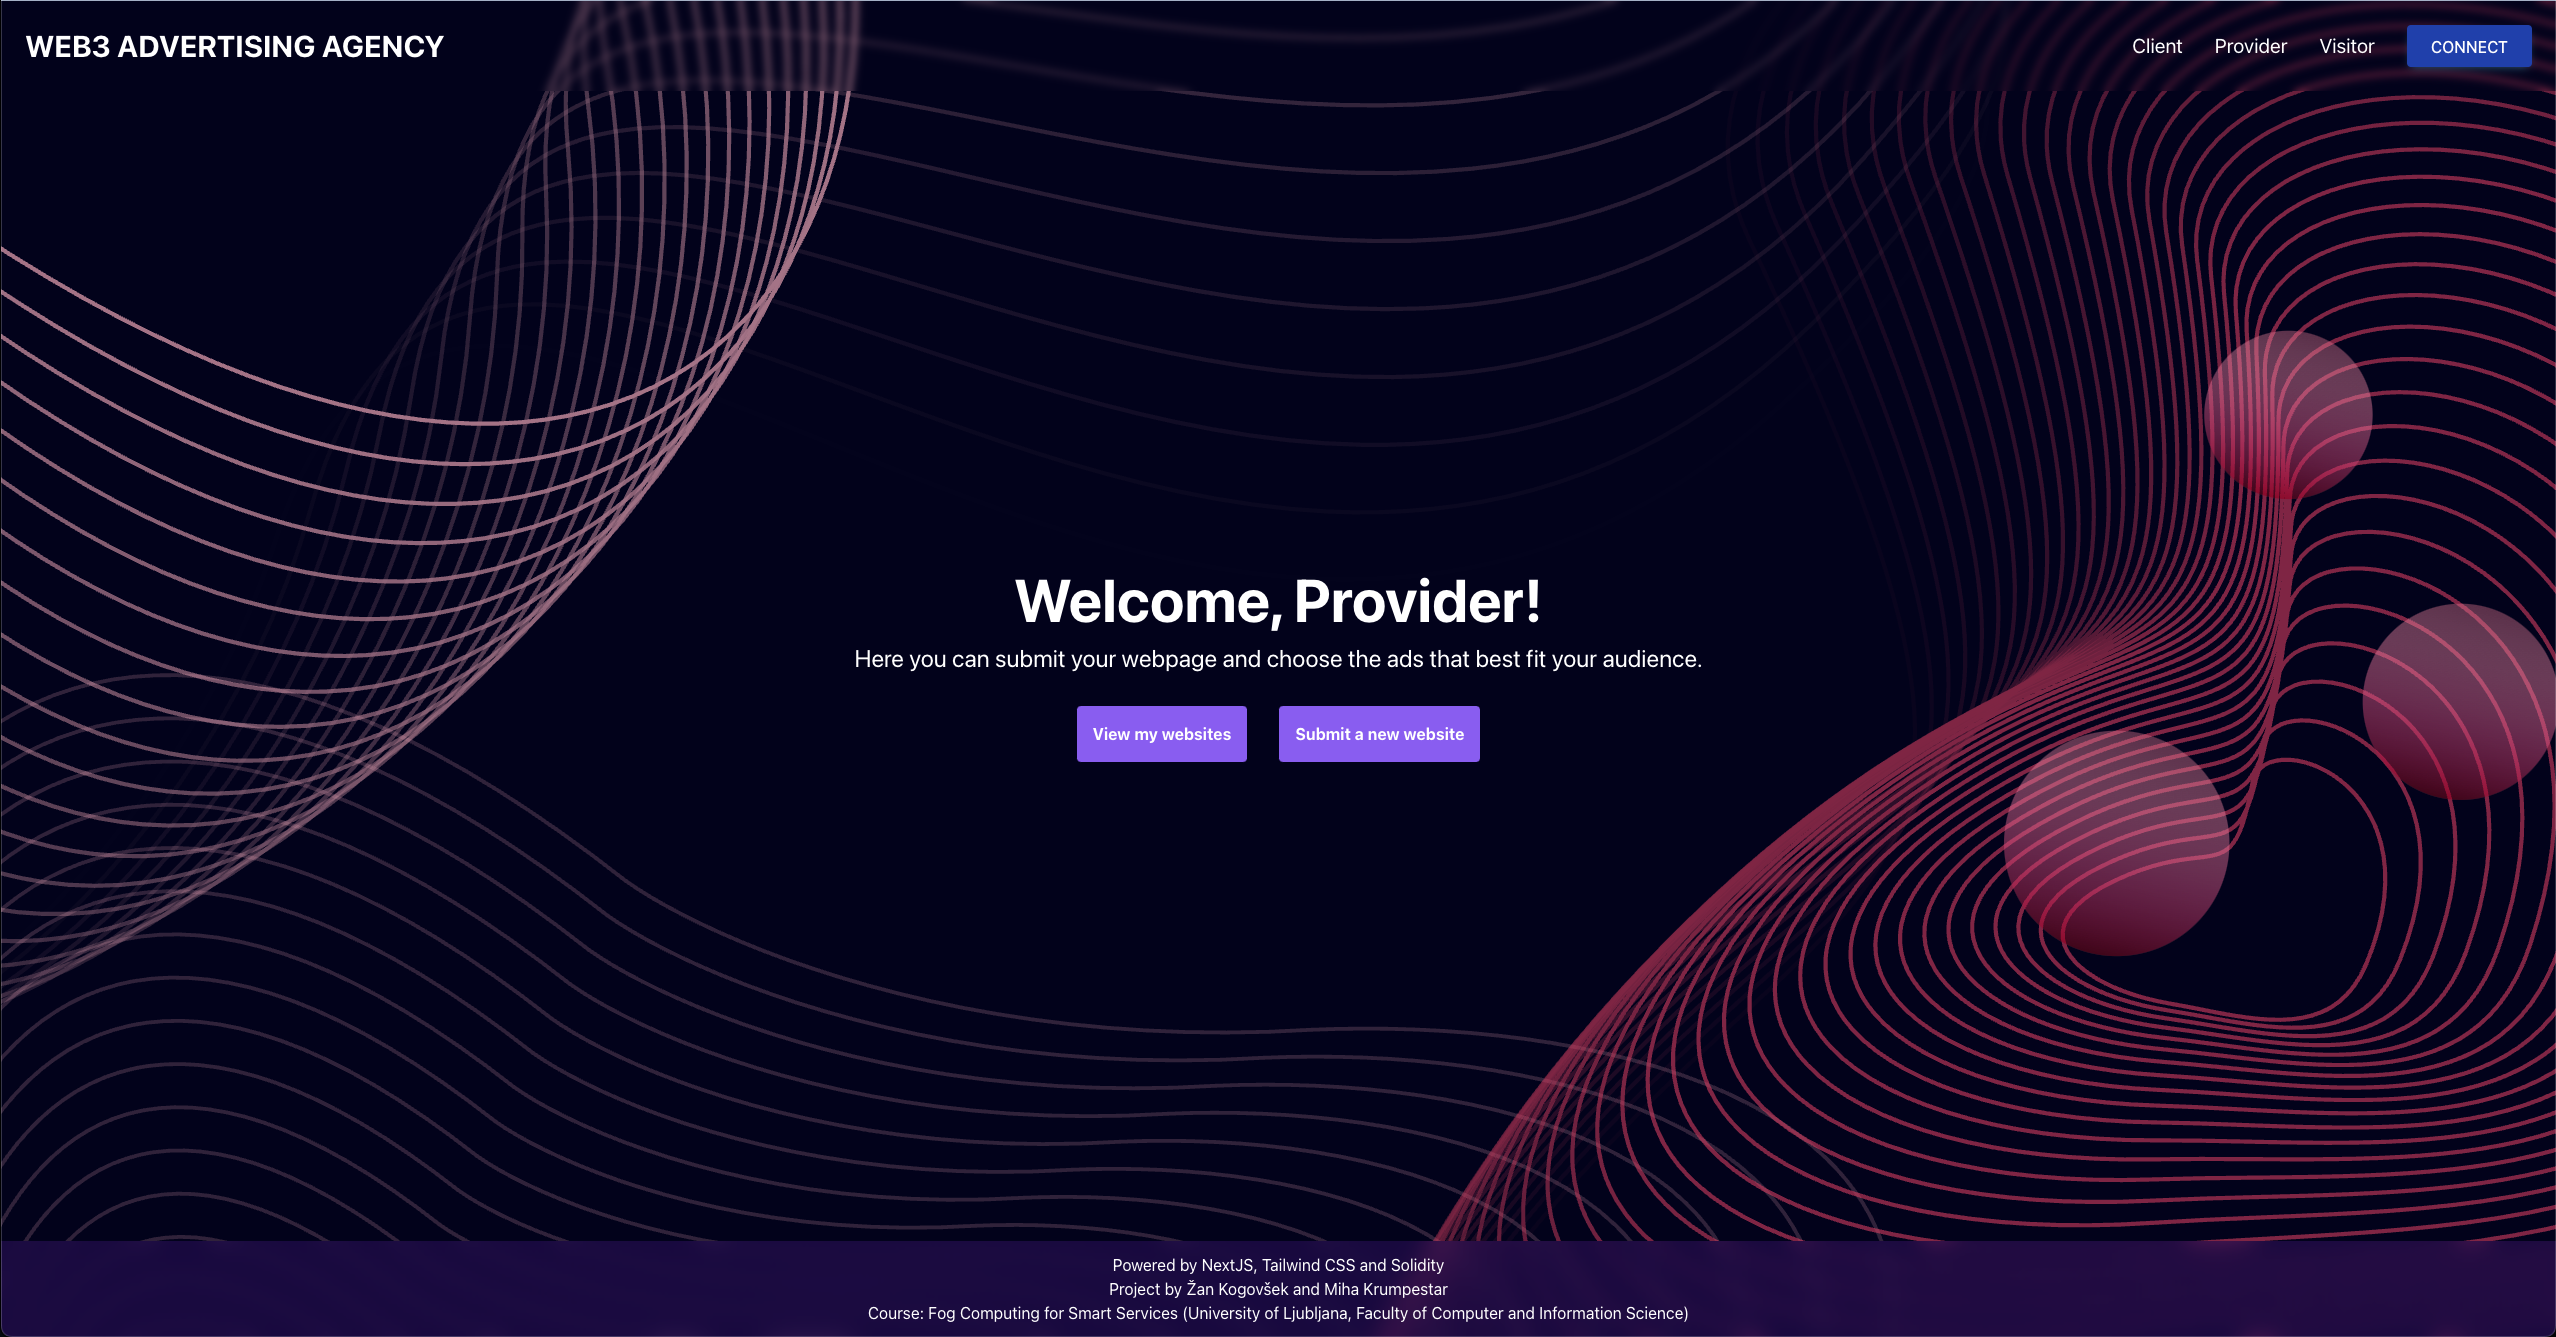 WEB3 ADVERTISING AGENCY
Client
Provider
Visitor
CONNECT
Welcome, Provider!
Here you can submit your webpage and choose the ads that best fit your audience.
View my websites
Submit a new website
Powered by NextJS, Tailwind CSS and Solidity
Project by Žan Kogovšek and Miha Krumpestar
Course: Fog Computing for Smart Services (University of Ljubljana, Faculty of Computer and Information Science)